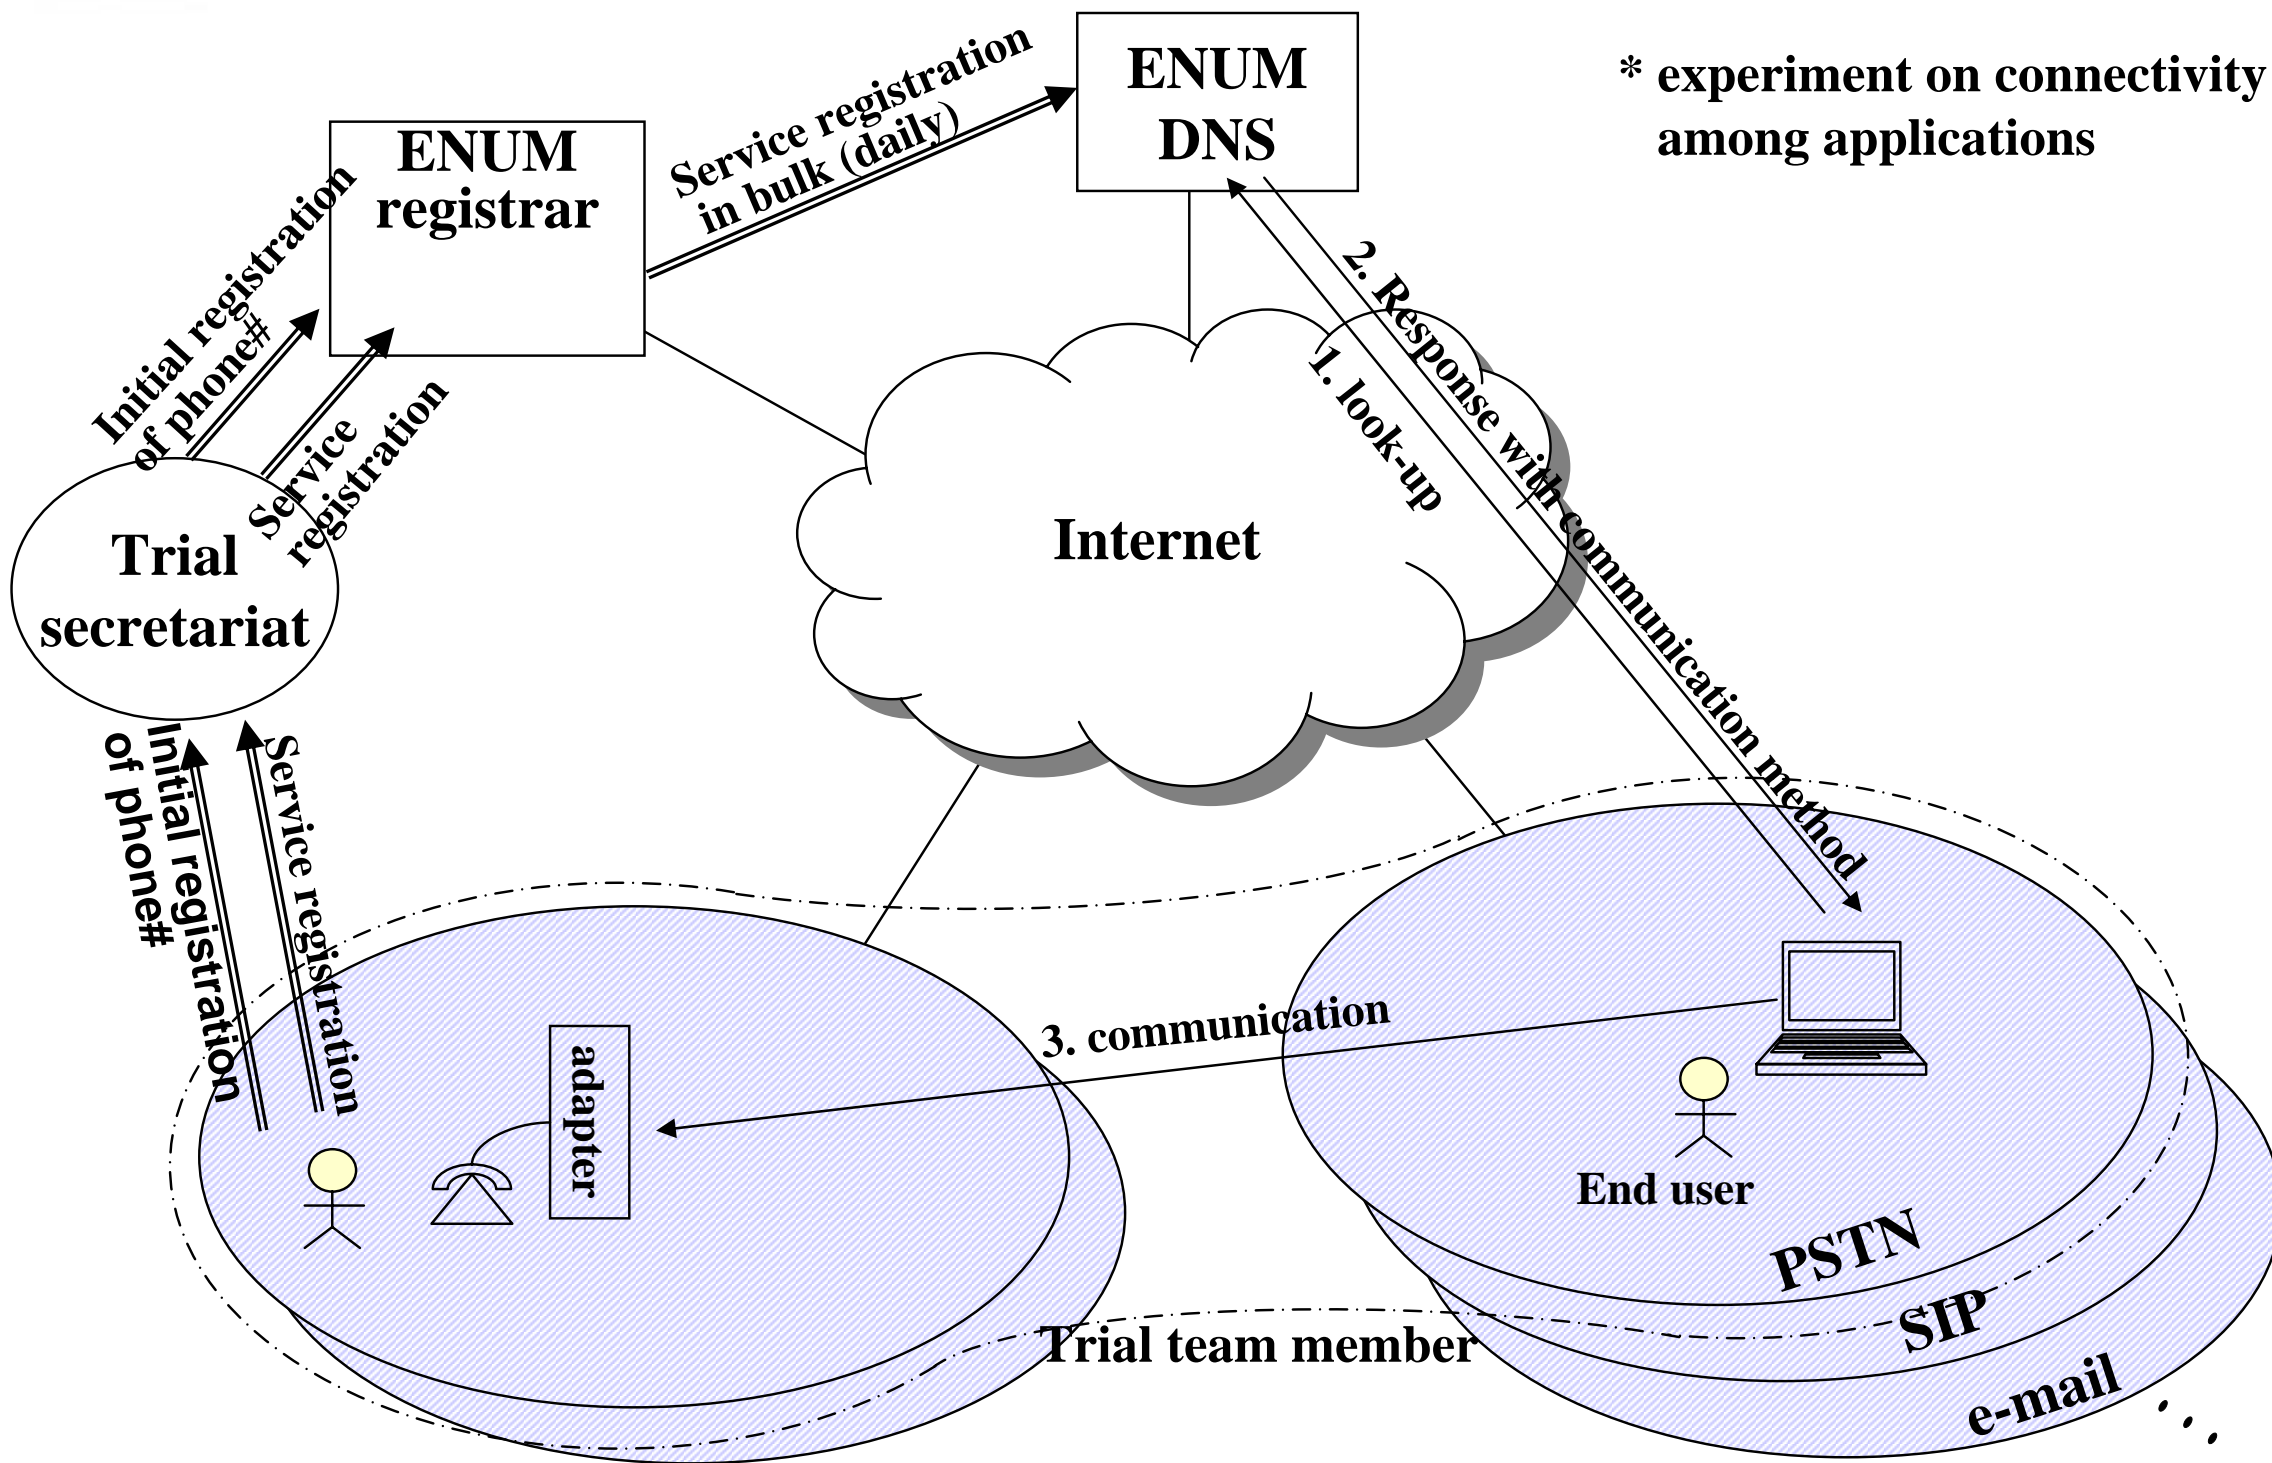 ENUM
DNS
* experiment on connectivity
among applications
ENUM
registrar
Service registration
in bulk (daily)
Initial registration
of phone#
Service
registration
2. Response with communication method
1. look-up
Internet
Trial
secretariat
Initial registration
of phone#
Service registration
3. communication
adapter
End user
PSTN
SIP
e-mail
...
Trial team member